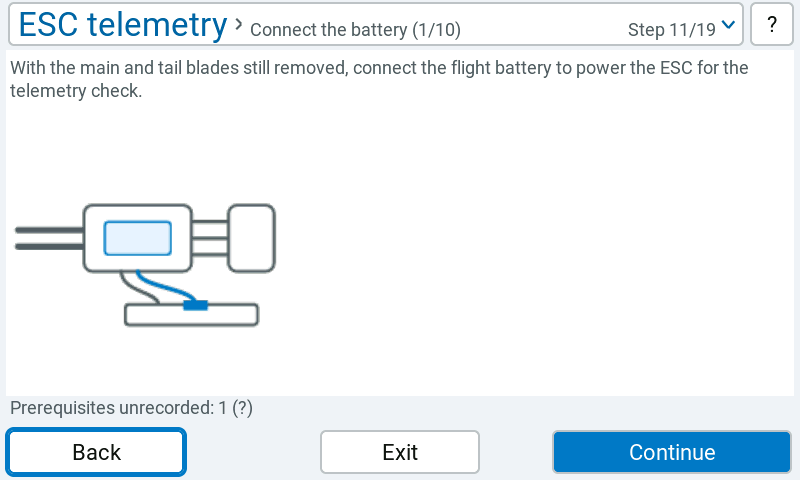 ESC telemetry › Connect the battery (1/10) Step 11/19 ?
With the main and tail blades still removed, connect the flight battery to power the ESC for the
telemetry check.
Prerequisites unrecorded: 1 (?)
Back Exit Continue